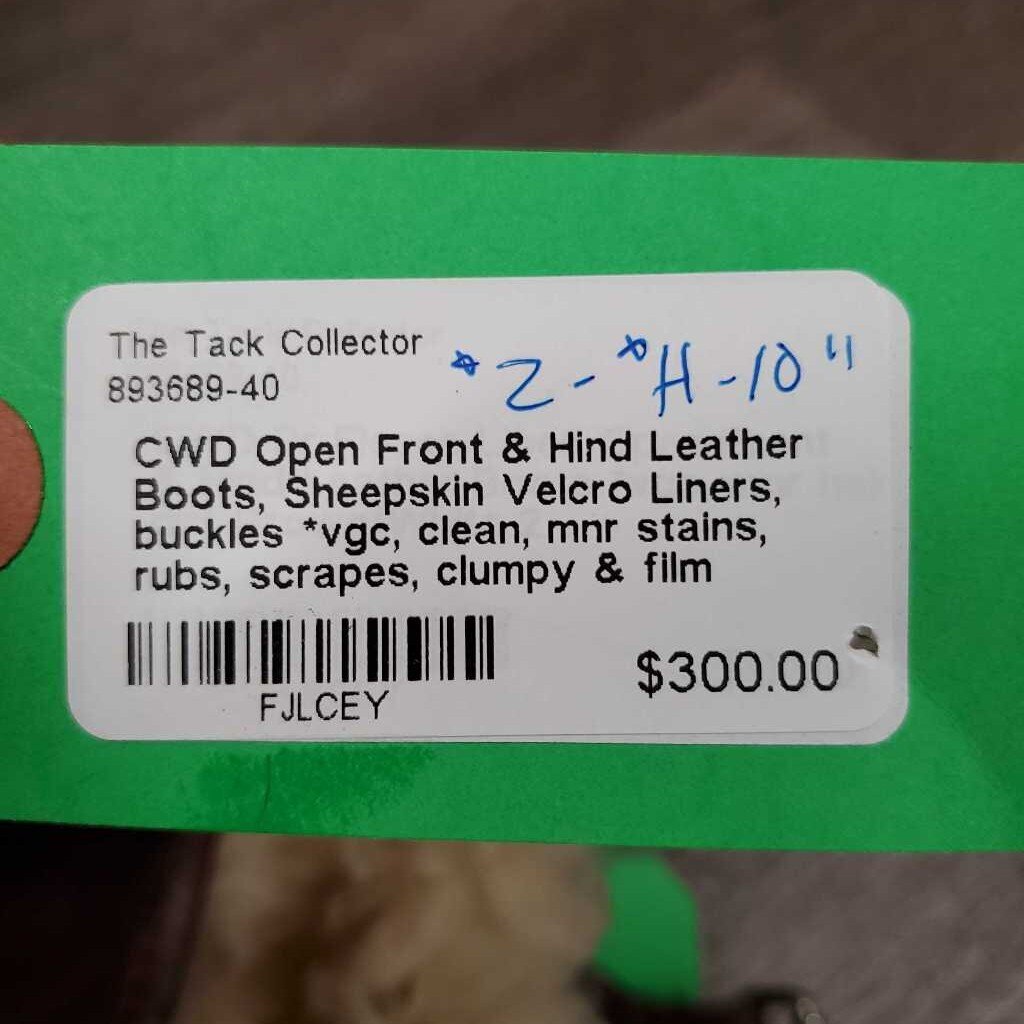 The Tack Collector
893689-40
*2-*H-10"
CWD Open Front & Hind Leather
Boots, Sheepskin Velcro Liners,
buckles *vgc, clean, mnr stains,
rubs, scrapes, clumpy & film
FJLCEY
$300.00